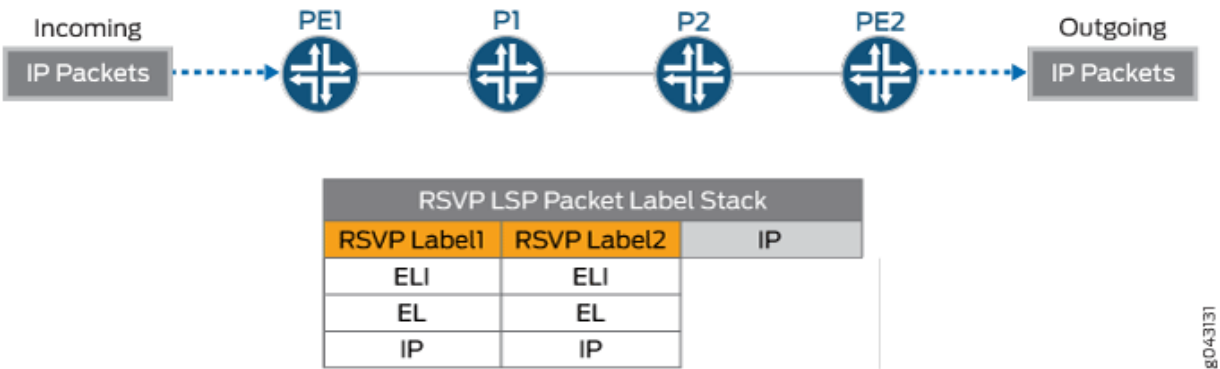 Incoming
PE1
P1
P2
PE2
Outgoing
IP Packets
IP Packets
RSVP LSP Packet Label Stack
RSVP Label1 RSVP Label2 IP
ELI ELI
EL EL
IP IP
g043131